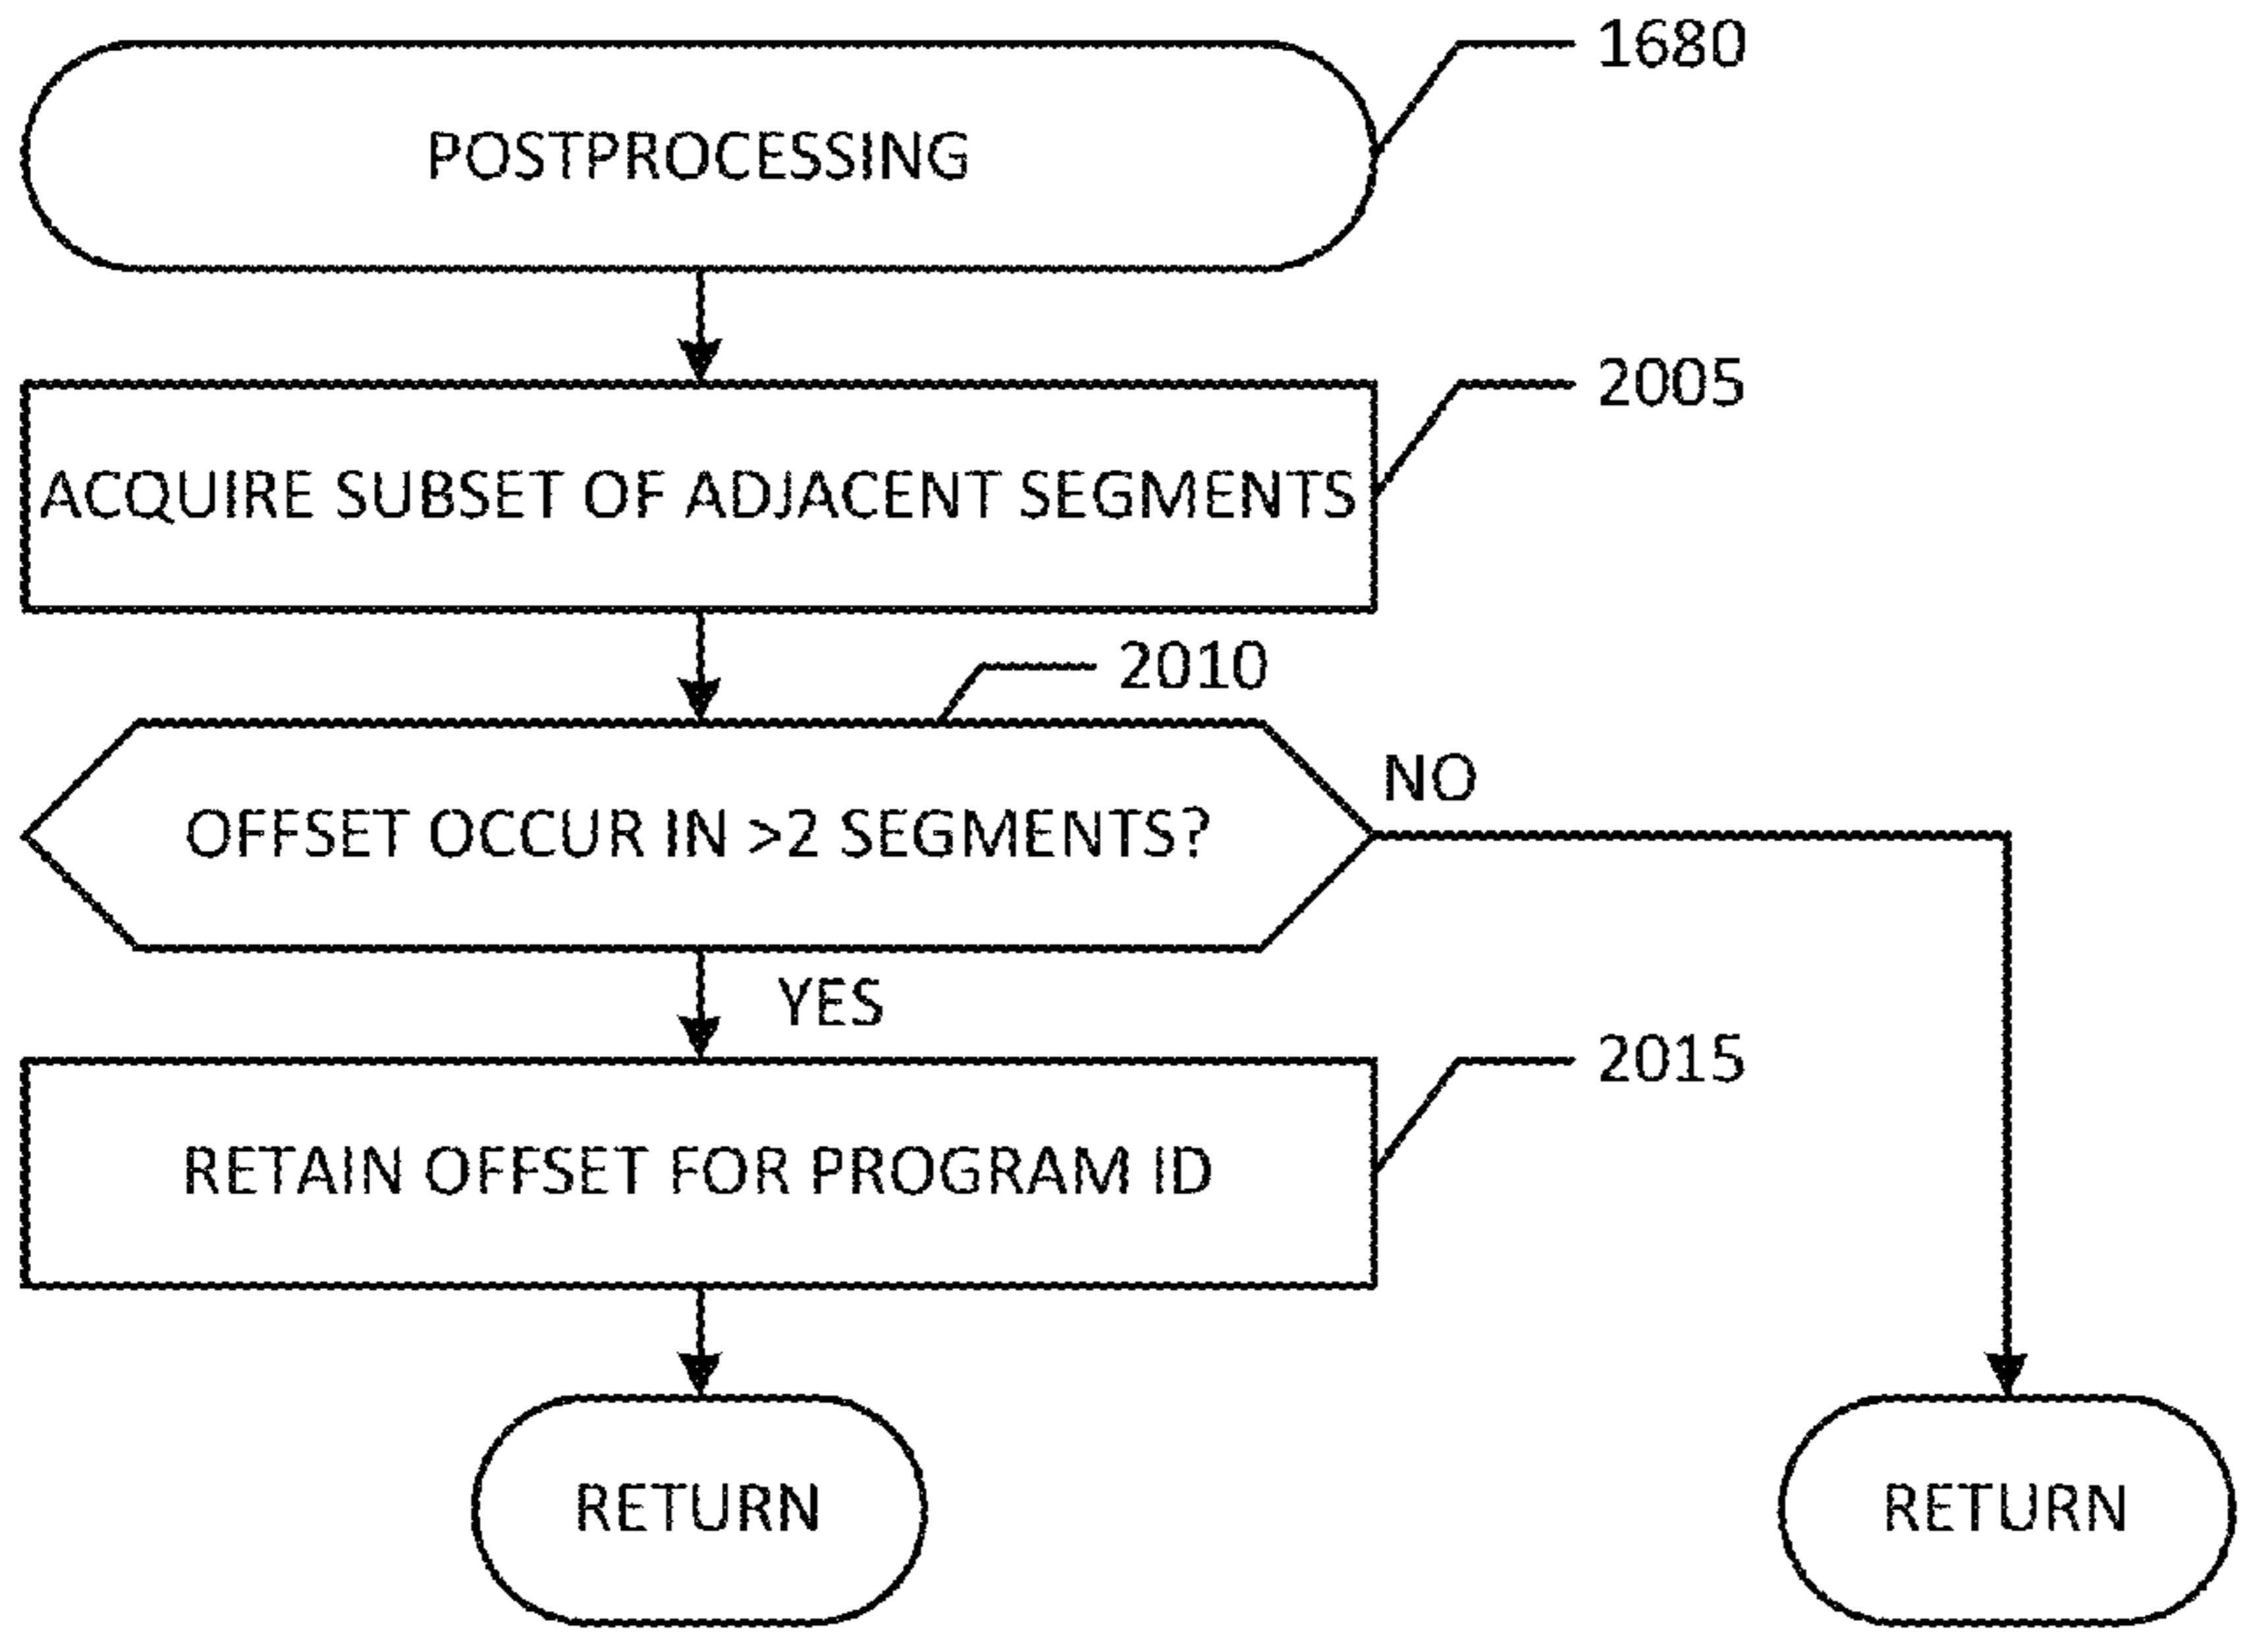 1680
POSTPROCESSING
2005
ACQUIRE SUBSET OF ADJACENT SEGMENTS
2010
NO
OFFSET OCCUR IN >2 SEGMENTS?
YES
2015
RETAIN OFFSET FOR PROGRAM ID
RETURN
RETURN